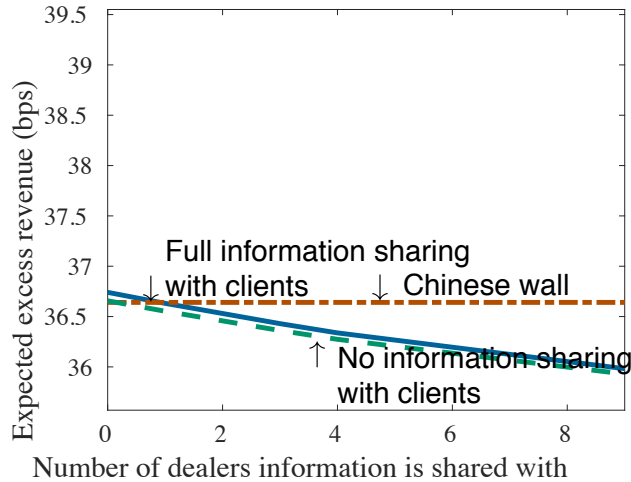 39.5
39
38.5
38
37.5
37
36.5
36
Expected excess revenue (bps)
Full information sharing
with clients
↓
↓ Chinese wall
↑ No information sharing
with clients
0 2 4 6 8
Number of dealers information is shared with